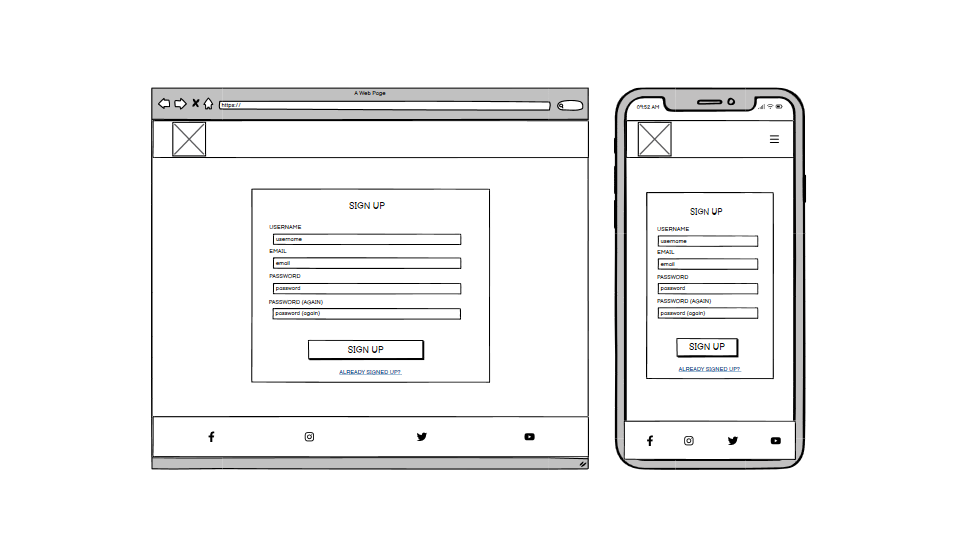 A Web Page
https://
SIGN UP
USERNAME
username
EMAIL
email
PASSWORD
password
PASSWORD (AGAIN)
password (again)
SIGN UP
ALREADY SIGNED UP?
09:52 AM
SIGN UP
USERNAME
username
EMAIL
email
PASSWORD
password
PASSWORD (AGAIN)
password (again)
SIGN UP
ALREADY SIGNED UP?